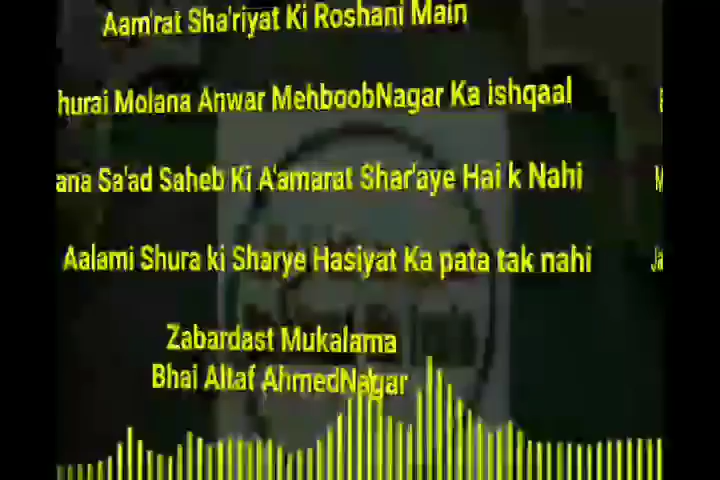 Aam'rat Sha'riyat Ki Roshani Main
hurai Molana Anwar MehboobNagar Ka ishqaal
ana Sa'ad Saheb Ki A'amarat Shar'aye Hai k Nahi
Aalami Shura ki Sharye Hasiyat Ka pata tak nahi
Zabardast Mukalama
Bhai Altaf AhmedNagar